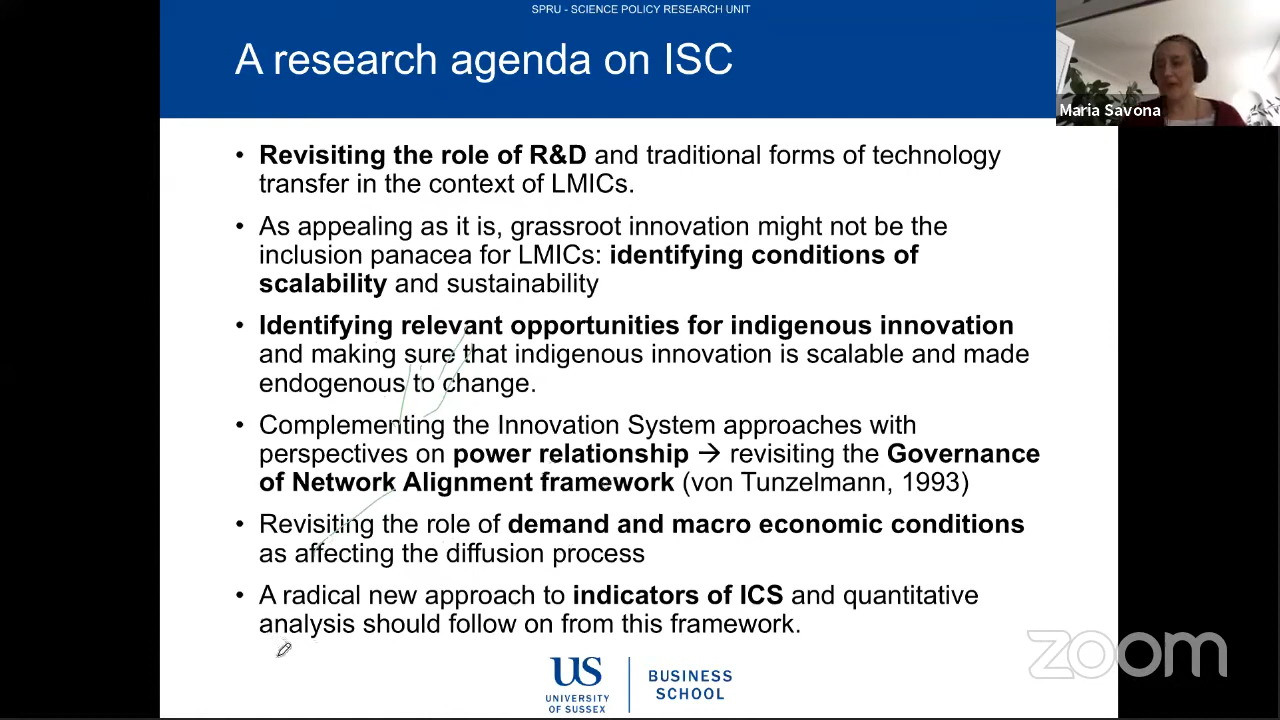 SPRU - SCIENCE POLICY RESEARCH UNIT
A research agenda on ISC
Maria Savona
• Revisiting the role of R&D and traditional forms of technology
transfer in the context of LMICs.
• As appealing as it is, grassroot innovation might not be the
inclusion panacea for LMICs: identifying conditions of
scalability and sustainability
• Identifying relevant opportunities for indigenous innovation
and making sure that indigenous innovation is scalable and made
endogenous to change.
• Complementing the Innovation System approaches with
perspectives on power relationship → revisiting the Governance
of Network Alignment framework (von Tunzelmann, 1993)
• Revisiting the role of demand and macro economic conditions
as affecting the diffusion process
• A radical new approach to indicators of ICS and quantitative
analysis should follow on from this framework.
zoom
US
UNIVERSITY
OF SUSSEX
BUSINESS
SCHOOL